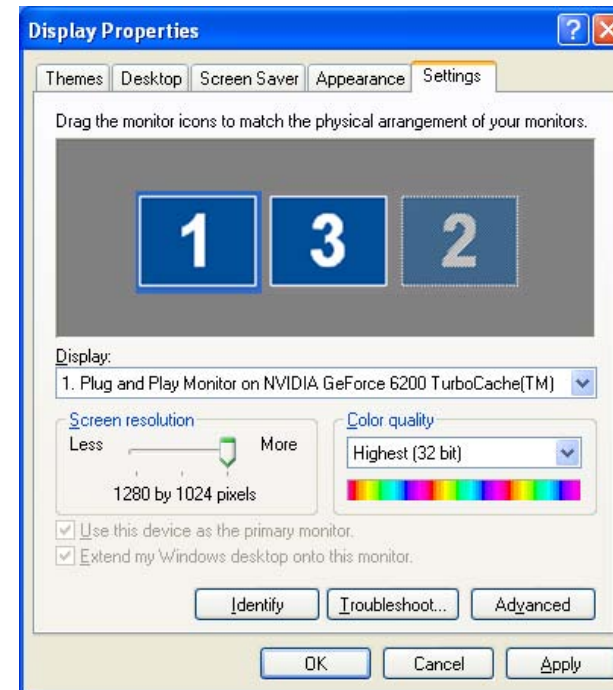 Display Properties
Themes Desktop Screen Saver Appearance Settings
Drag the monitor icons to match the physical arrangement of your monitors.
1 3 2
Display:
1. Plug and Play Monitor on NVIDIA GeForce 6200 TurboCache(TM)
Screen resolution
Less More
1280 by 1024 pixels
Color quality
Highest (32 bit)
Use this device as the primary monitor.
Extend my Windows desktop onto this monitor.
Identify Troubleshoot... Advanced
OK Cancel Apply